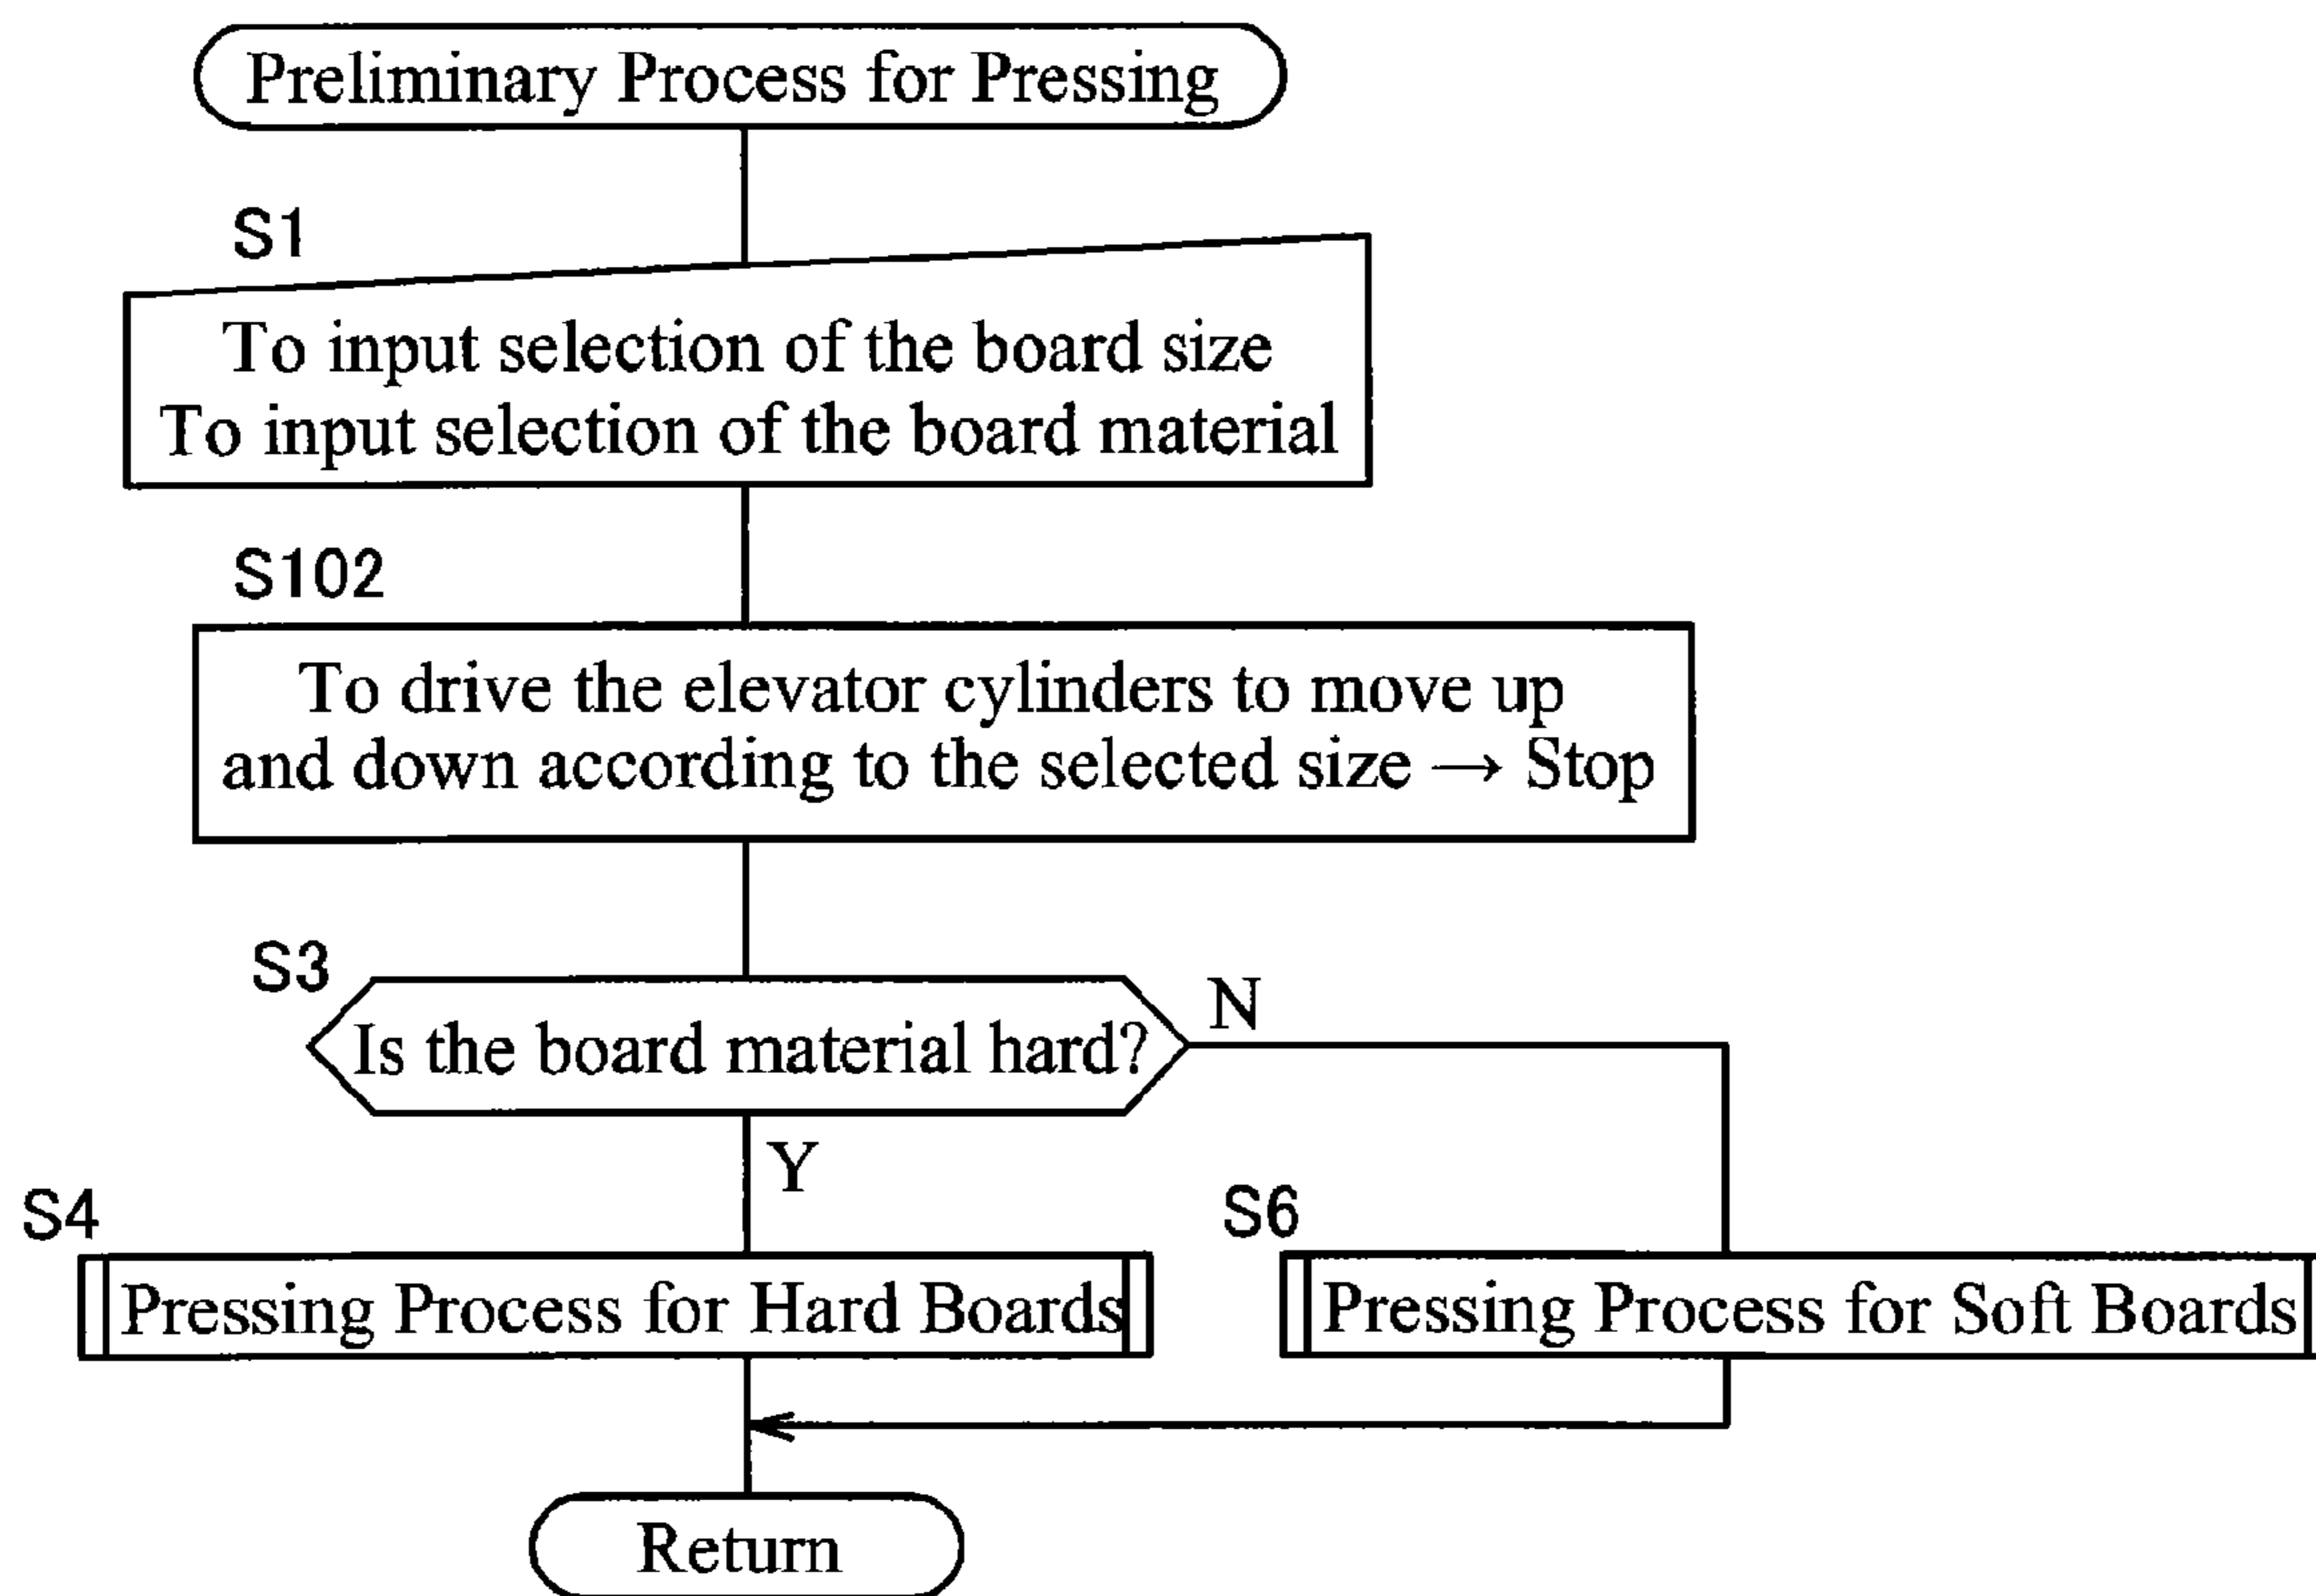 Preliminary Process for Pressing
S1
To input selection of the board size
To input selection of the board material
S102
To drive the elevator cylinders to move up
and down according to the selected size → Stop
S3
Is the board material hard?
N
Y
S4
Pressing Process for Hard Boards
S6
Pressing Process for Soft Boards
Return